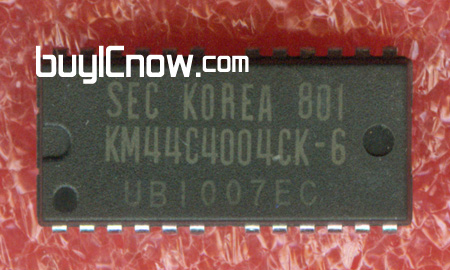 buyICnow.com
SEC KOREA 801
KM44C4004CK-6
UB1007EC